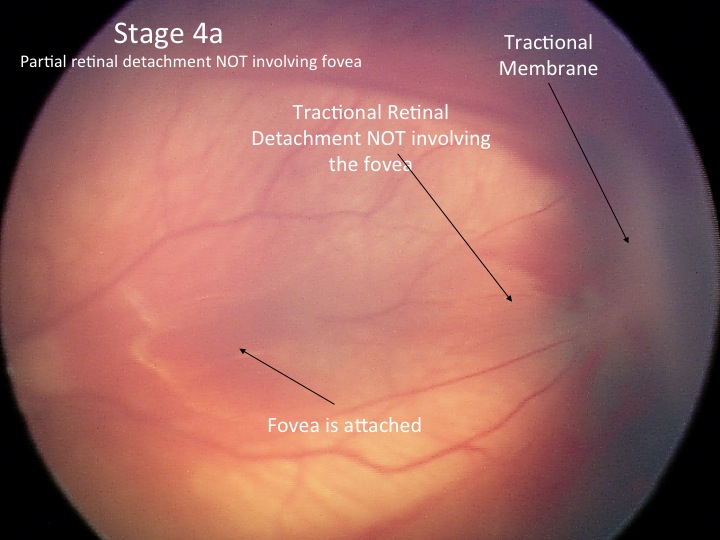 Stage 4a
Partial retinal detachment NOT involving fovea
Tractional
Membrane
Tractional Retinal
Detachment NOT involving
the fovea
Fovea is attached